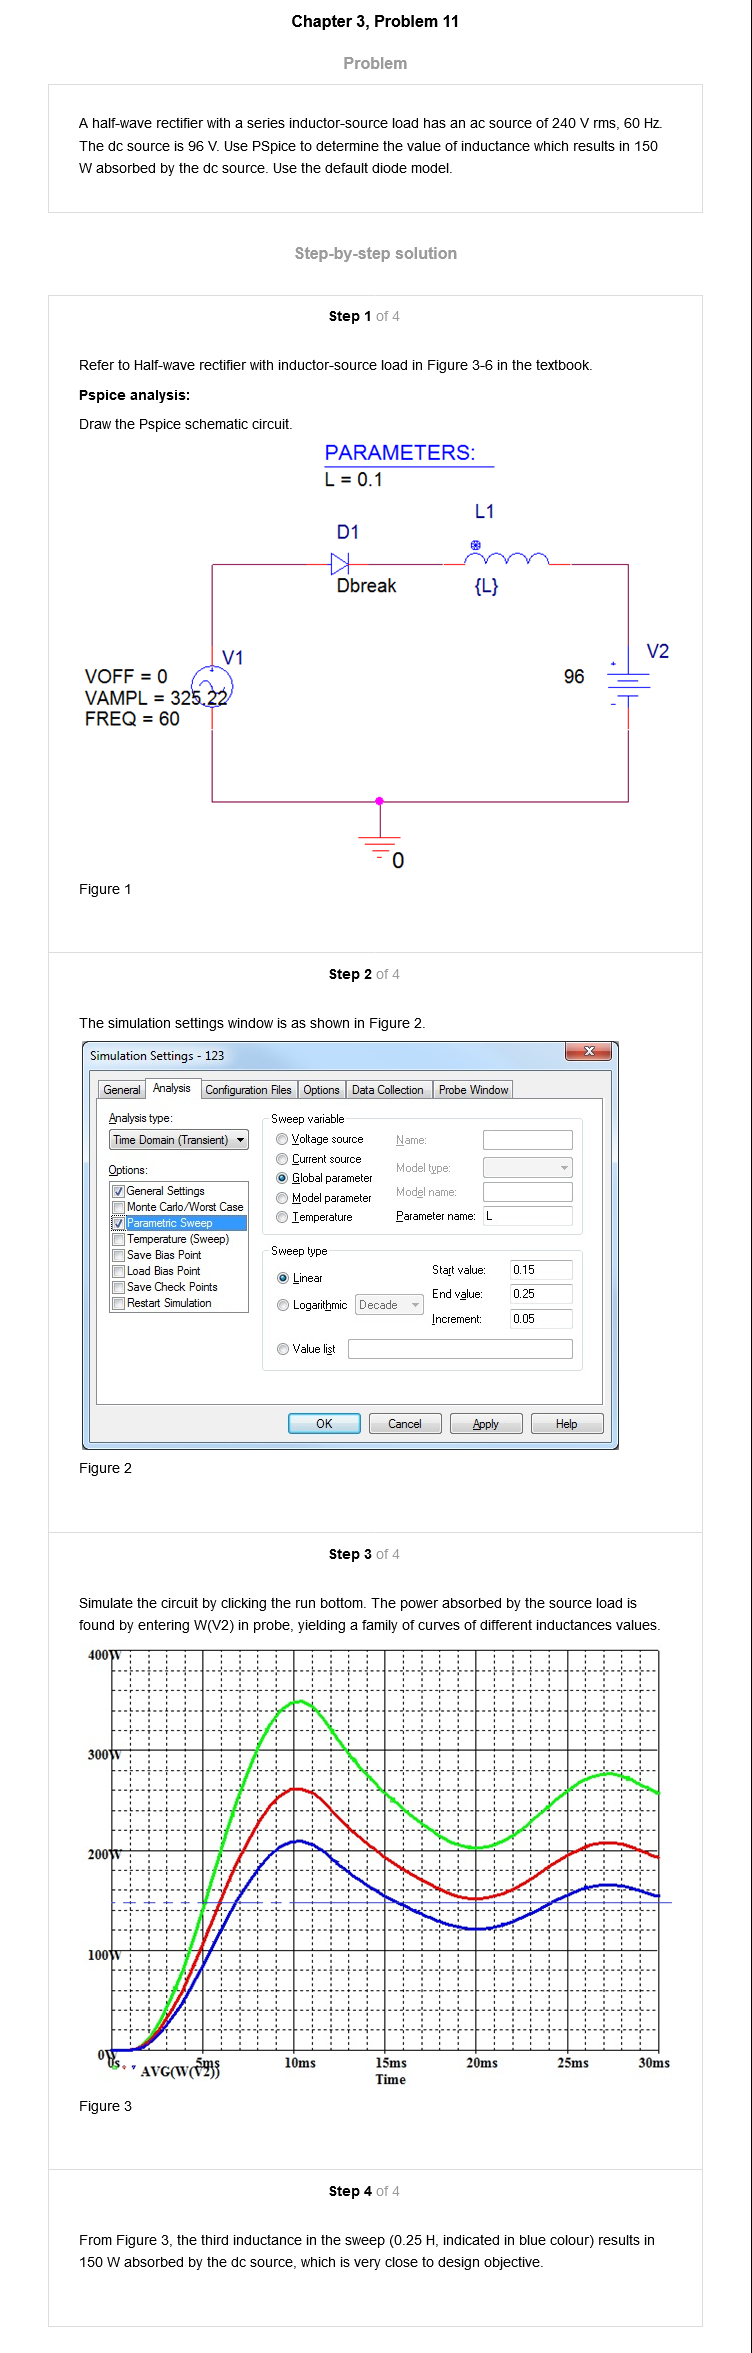 Chapter 3, Problem 11
Problem
A half-wave rectifier with a series inductor-source load has an ac source of 240 V rms, 60 Hz.
The dc source is 96 V. Use PSpice to determine the value of inductance which results in 150
W absorbed by the dc source. Use the default diode model.
Step-by-step solution
Step 1 of 4
Refer to Half-wave rectifier with inductor-source load in Figure 3-6 in the textbook.
Pspice analysis:
Draw the Pspice schematic circuit.
PARAMETERS:
L = 0.1
L1
D1
Dbreak
{L}
V1
V2
VOFF = 0
VAMPL = 325.22
FREQ = 60
96
0
Figure 1
Step 2 of 4
The simulation settings window is as shown in Figure 2.
Simulation Settings - 123
General Analysis Configuration Files Options Data Collection Probe Window
Analysis type:
Time Domain (Transient)
Options:
General Settings
Monte Carlo/Worst Case
Parametric Sweep
Temperature (Sweep)
Save Bias Point
Load Bias Point
Save Check Points
Restart Simulation
Sweep variable
Voltage source
Current source
Global parameter
Model parameter
Temperature
Name:
Model type:
Model name:
Parameter name: L
Sweep type
Linear
Logarithmic Decade
Value list
Start value: 0.15
End value: 0.25
Increment: 0.05
OK Cancel Apply Help
Figure 2
Step 3 of 4
Simulate the circuit by clicking the run bottom. The power absorbed by the source load is
found by entering W(V2) in probe, yielding a family of curves of different inductances values.
400W
300W
200W
100W
0W
0s 5ms 10ms 15ms 20ms 25ms 30ms
AVG(W(V2))
Time
Figure 3
Step 4 of 4
From Figure 3, the third inductance in the sweep (0.25 H, indicated in blue colour) results in
150 W absorbed by the dc source, which is very close to design objective.